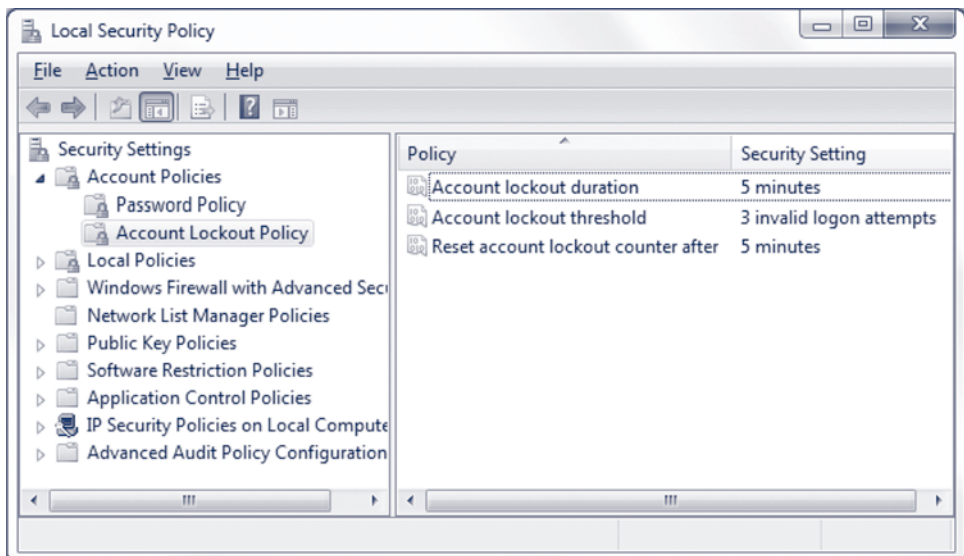 Local Security Policy
File Action View Help
Security Settings
Account Policies
Password Policy
Account Lockout Policy
Local Policies
Windows Firewall with Advanced Secu
Network List Manager Policies
Public Key Policies
Software Restriction Policies
Application Control Policies
IP Security Policies on Local Compute
Advanced Audit Policy Configuration
Policy Security Setting
Account lockout duration 5 minutes
Account lockout threshold 3 invalid logon attempts
Reset account lockout counter after 5 minutes